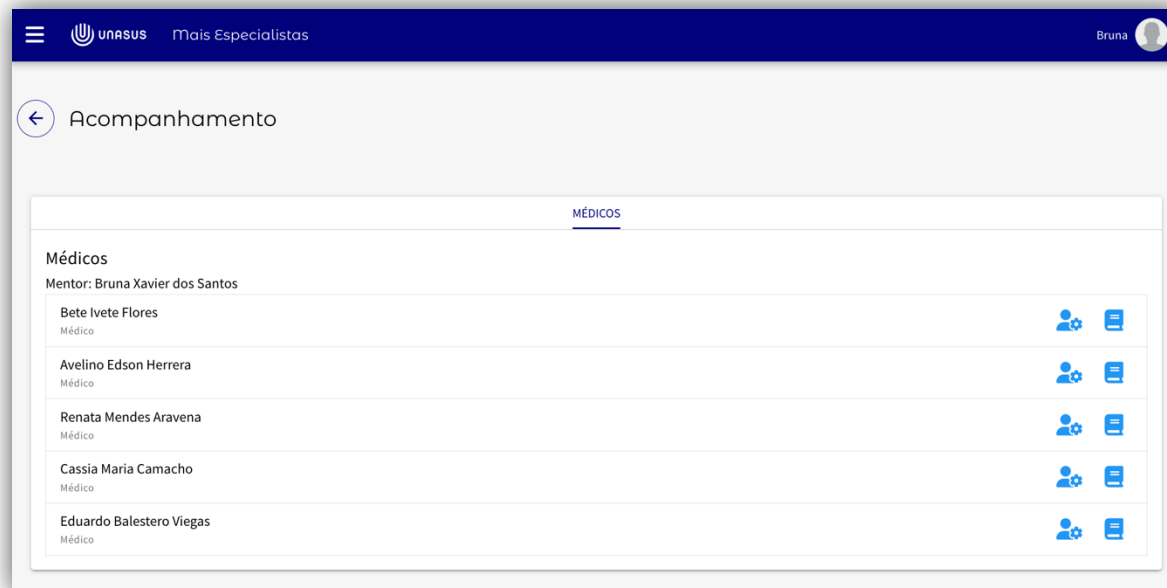 UNASUS Mais Especialistas Bruna
Acompanhamento
MÉDICOS
Médicos
Mentor: Bruna Xavier dos Santos
Bete Ivete Flores
Médico
Avelino Edson Herrera
Médico
Renata Mendes Aravena
Médico
Cassia Maria Camacho
Médico
Eduardo Balestero Viegas
Médico